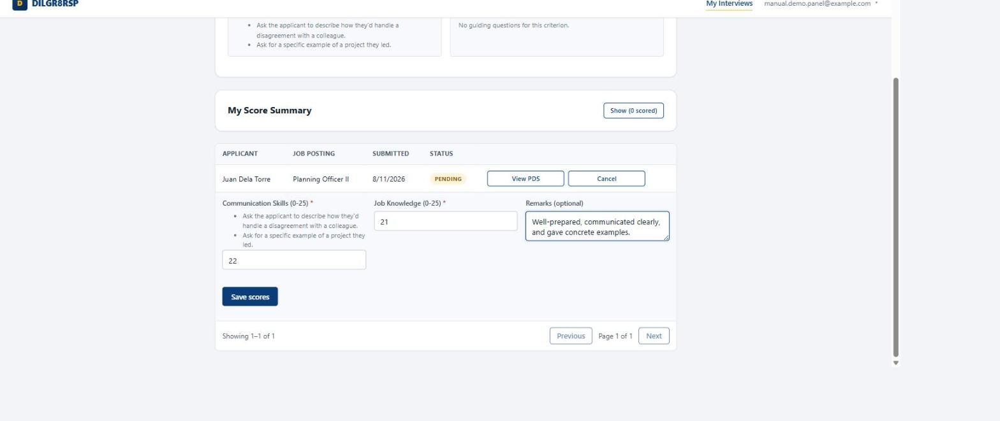 D DILGR8RSP
My Interviews manual.demo.panel@example.com
Ask the applicant to describe how they'd handle a
disagreement with a colleague.
Ask for a specific example of a project they led.
No guiding questions for this criterion.
My Score Summary
Show (0 scored)
APPLICANT JOB POSTING SUBMITTED STATUS
Juan Dela Torre Planning Officer II 8/11/2026 PENDING View PDS Cancel
Communication Skills (0-25) *
Ask the applicant to describe how they'd
handle a disagreement with a colleague.
Ask for a specific example of a project they
led.
22
Job Knowledge (0-25) *
21
Remarks (optional)
Well-prepared, communicated clearly,
and gave concrete examples.
Save scores
Showing 1–1 of 1
Previous Page 1 of 1 Next